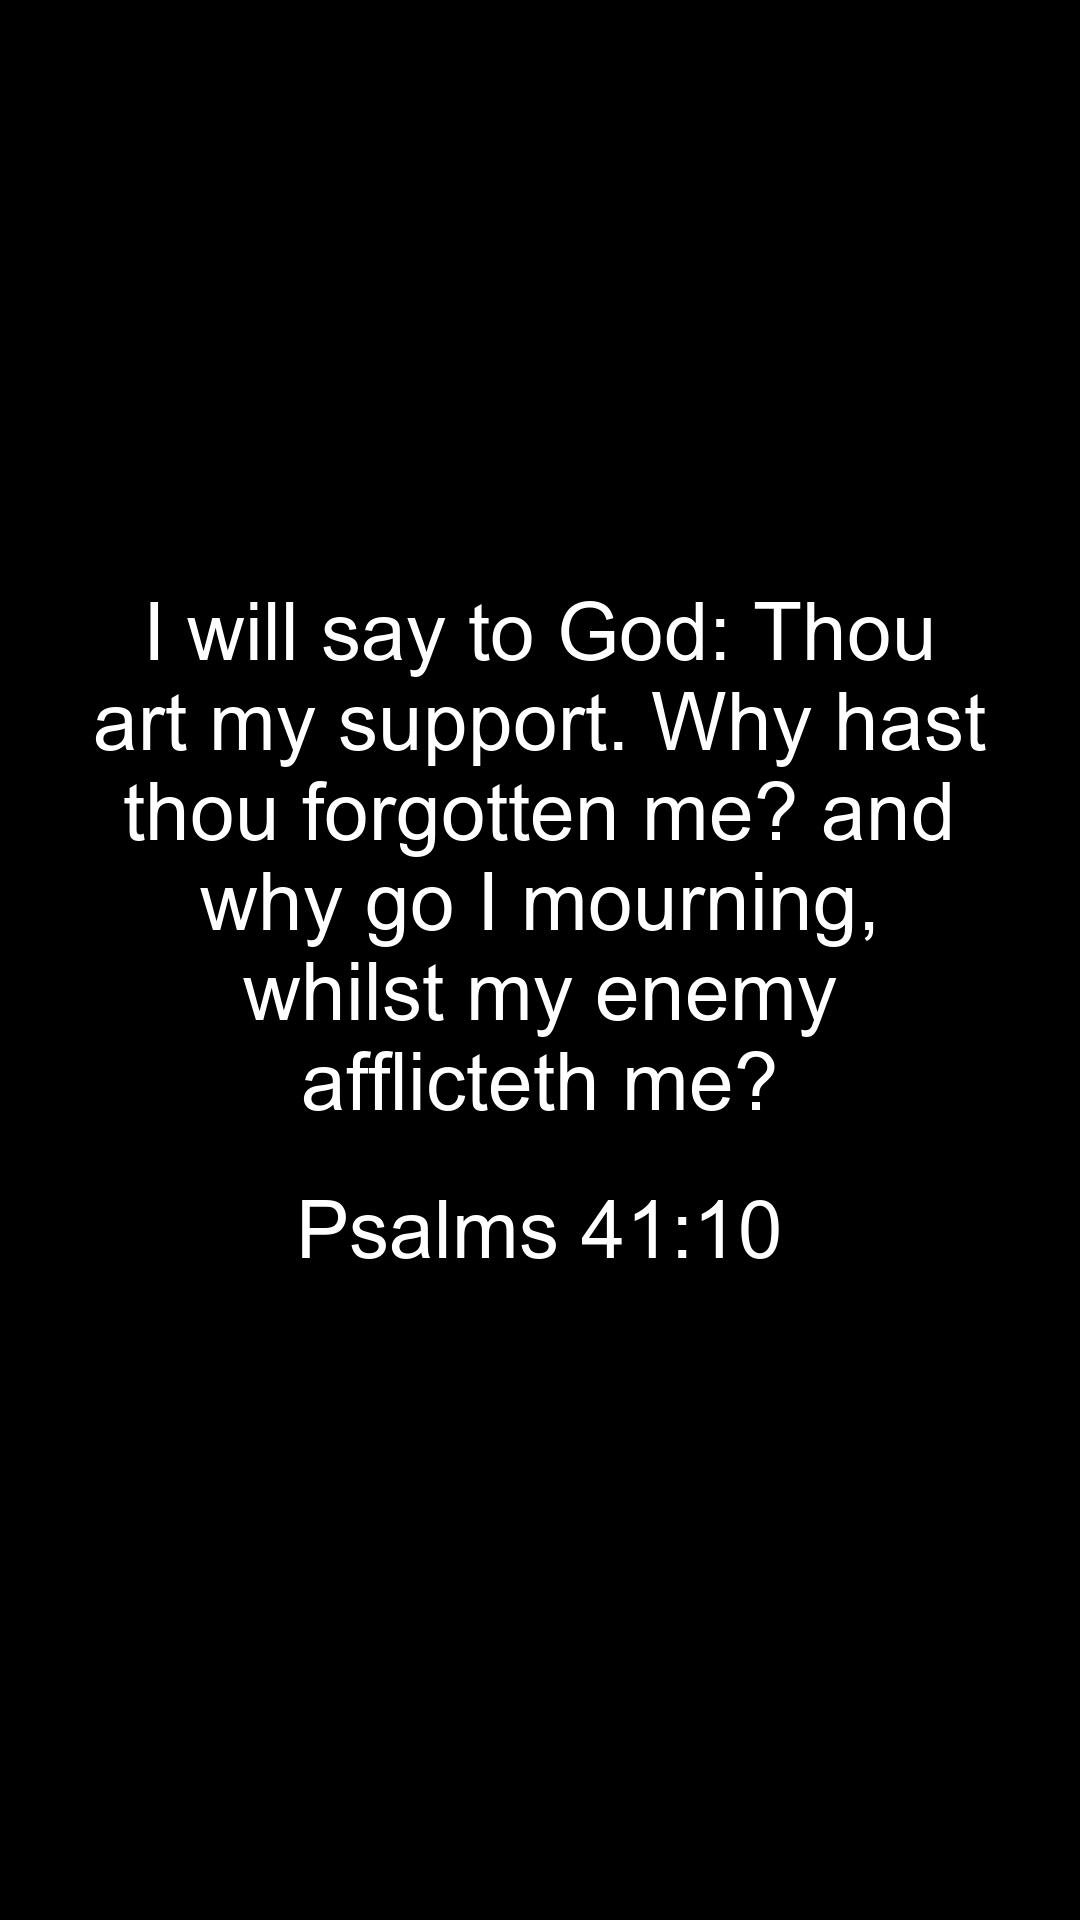 I will say to God: Thou
art my support. Why hast
thou forgotten me? and
why go I mourning,
whilst my enemy
afflicteth me?
Psalms 41:10